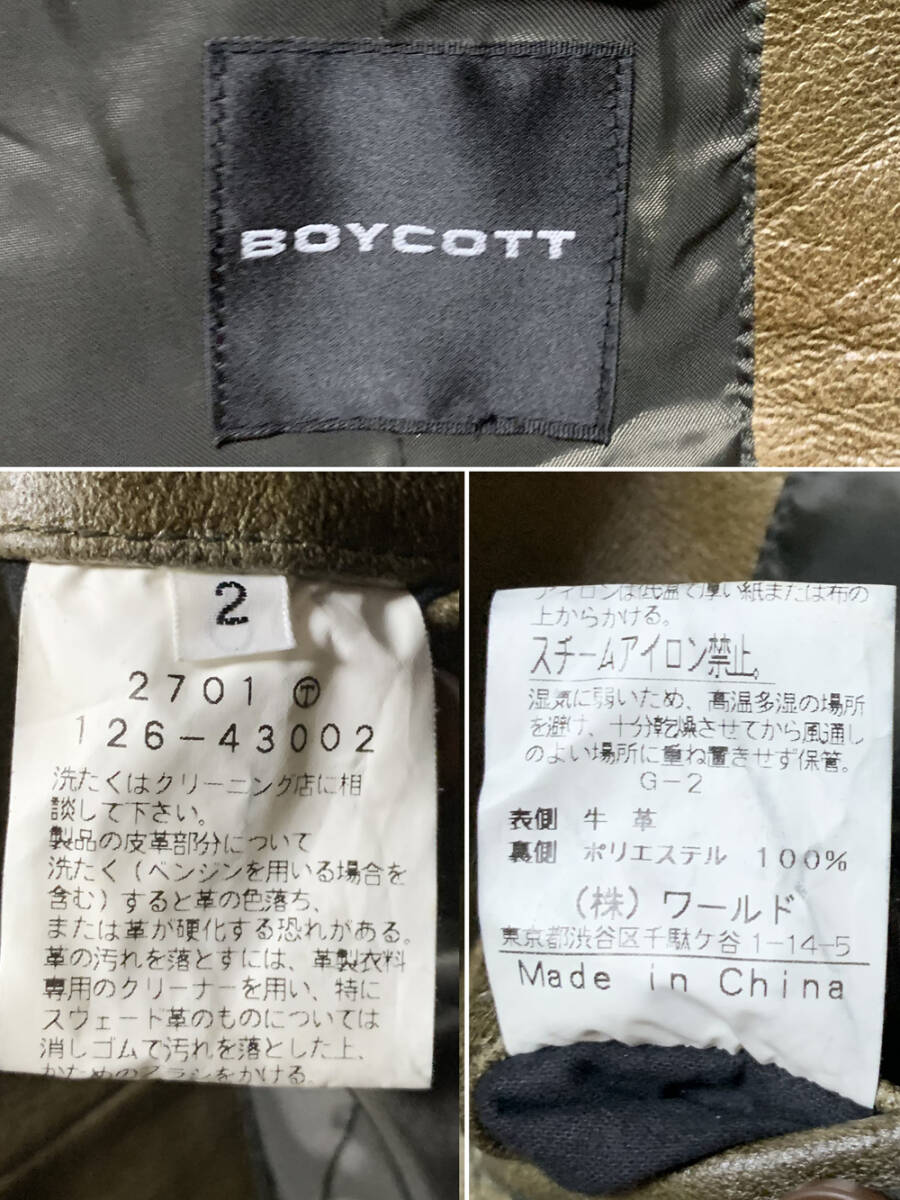 BOYCOTT
2
2701 Ⓣ
126-43002
洗たくはクリーニング店に相
談して下さい。
製品の皮革部分について
洗たく（ベンジンを用いる場合を
含む）すると革の色落ち、
または革が硬化する恐れがある。
革の汚れを落とすには、革製衣料
専用のクリーナーを用い、特に
スウェード革のものについては
消しゴムで汚れを落とした上、
かためのブラシをかける。
アイロンは低温で厚い紙または布の
上からかける。
スチームアイロン禁止。
湿気に弱いため、高温多湿の場所
を避け、十分乾燥させてから風通し
のよい場所に重ね置きせず保管。
G-2
表側 牛革
裏側 ポリエステル 100%
（株）ワールド
東京都渋谷区千駄ケ谷1-14-5
Made in China